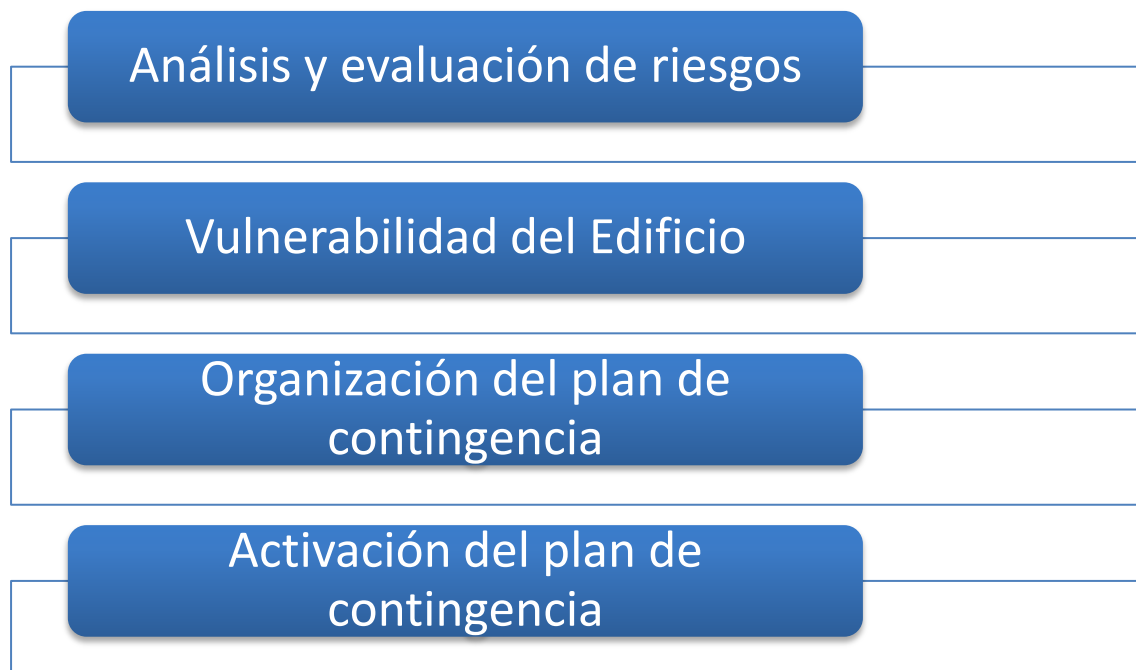 Análisis y evaluación de riesgos
Vulnerabilidad del Edificio
Organización del plan de
contingencia
Activación del plan de
contingencia